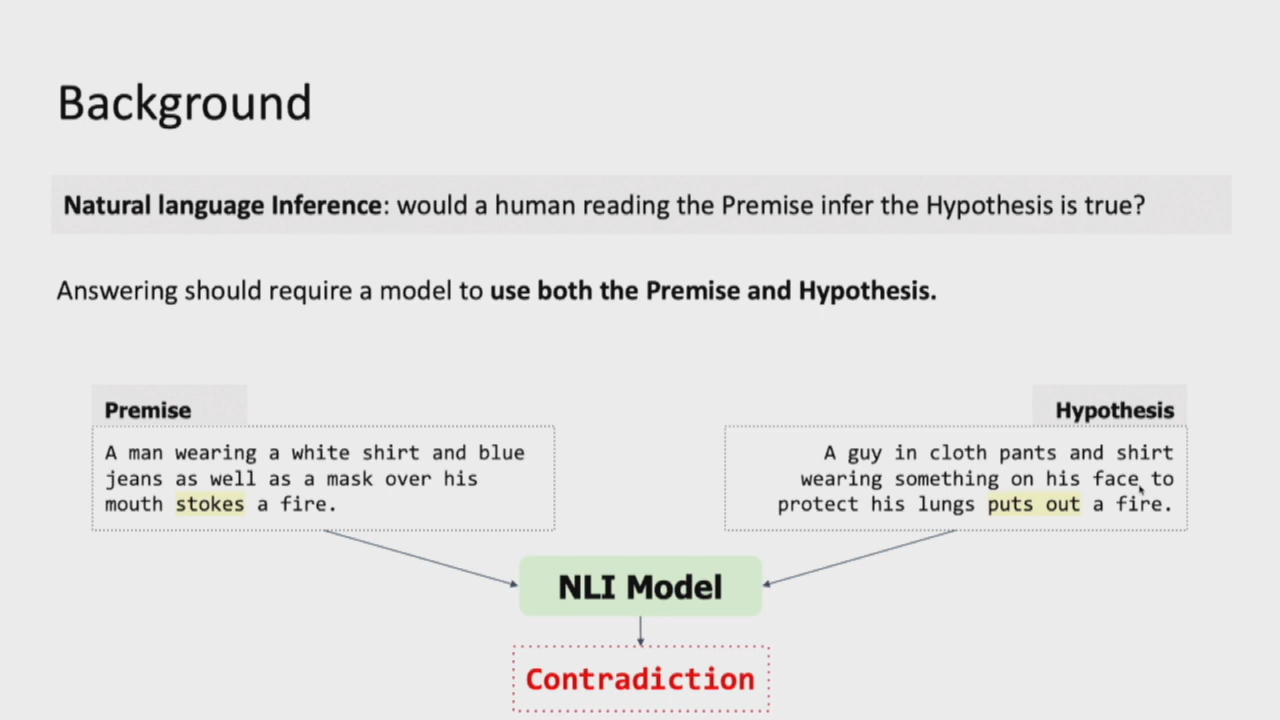 Background
Natural language Inference: would a human reading the Premise infer the Hypothesis is true?
Answering should require a model to use both the Premise and Hypothesis.
Premise
A man wearing a white shirt and blue
jeans as well as a mask over his
mouth stokes a fire.
Hypothesis
A guy in cloth pants and shirt
wearing something on his face to
protect his lungs puts out a fire.
NLI Model
Contradiction